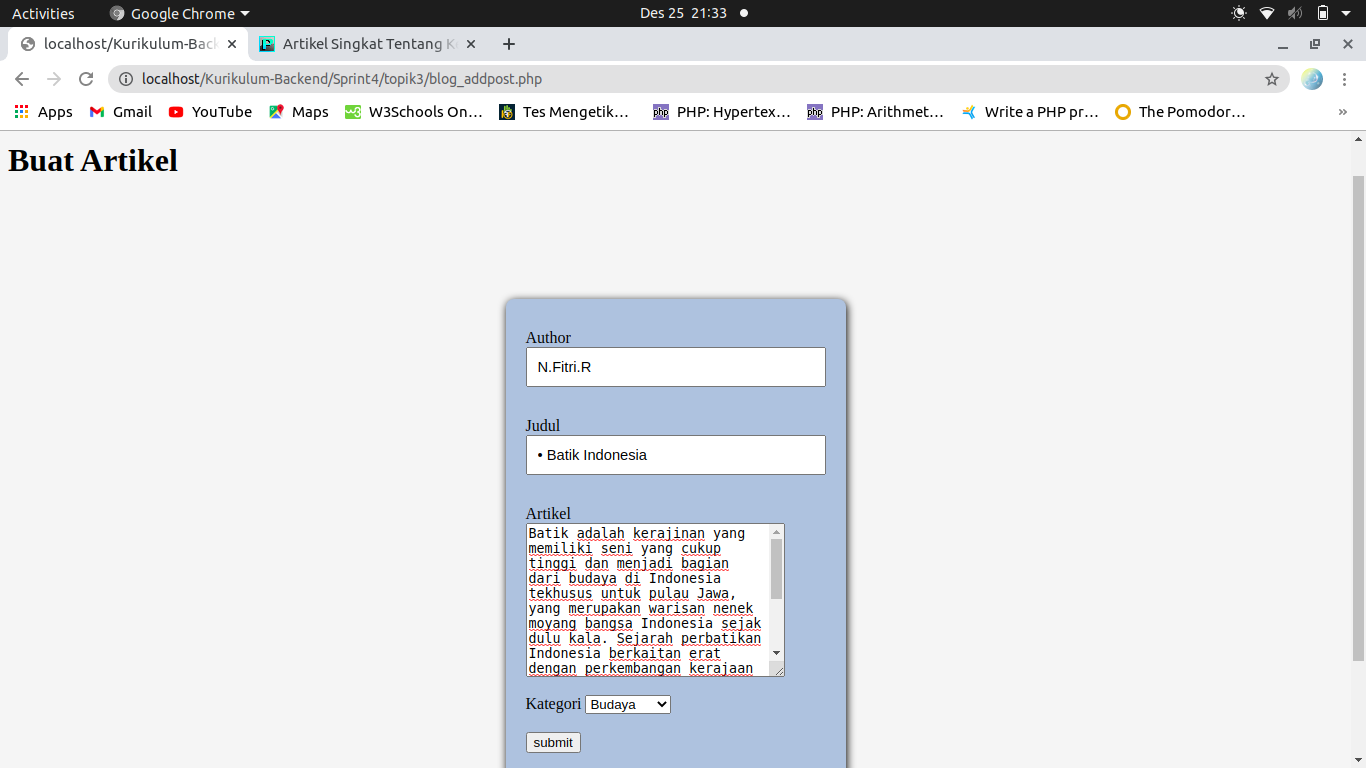 Activities Google Chrome Des 25 21:33
localhost/Kurikulum-Back Artikel Singkat Tentang K
localhost/Kurikulum-Backend/Sprint4/topik3/blog_addpost.php
Apps Gmail YouTube Maps W3Schools On… Tes Mengetik… PHP: Hypertex… PHP: Arithmet… Write a PHP pr… The Pomodor… »
Buat Artikel
Author
N.Fitri.R
Judul
• Batik Indonesia
Artikel
Batik adalah kerajinan yang
memiliki seni yang cukup
tinggi dan menjadi bagian
dari budaya di Indonesia
tekhusus untuk pulau Jawa,
yang merupakan warisan nenek
moyang bangsa Indonesia sejak
dulu kala. Sejarah perbatikan
Indonesia berkaitan erat
dengan perkembangan kerajaan
Kategori Budaya
submit